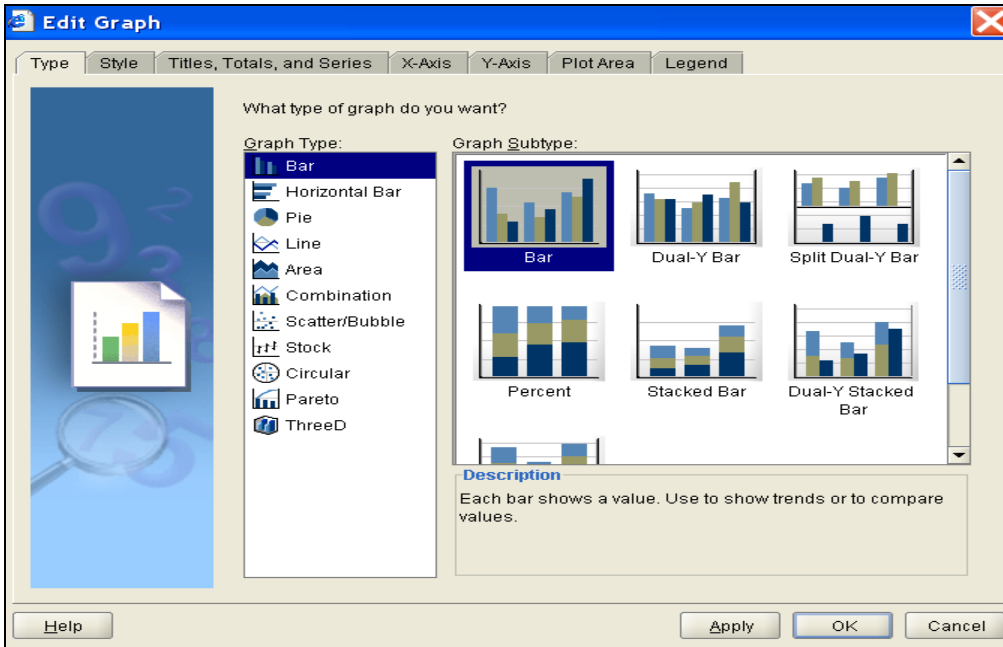 Edit Graph
Type Style Titles, Totals, and Series X-Axis Y-Axis Plot Area Legend
What type of graph do you want?
Graph Type:
Bar
Horizontal Bar
Pie
Line
Area
Combination
Scatter/Bubble
Stock
Circular
Pareto
ThreeD
Graph Subtype:
Bar Dual-Y Bar Split Dual-Y Bar
Percent Stacked Bar Dual-Y Stacked
Bar
Description
Each bar shows a value. Use to show trends or to compare
values.
Help Apply OK Cancel